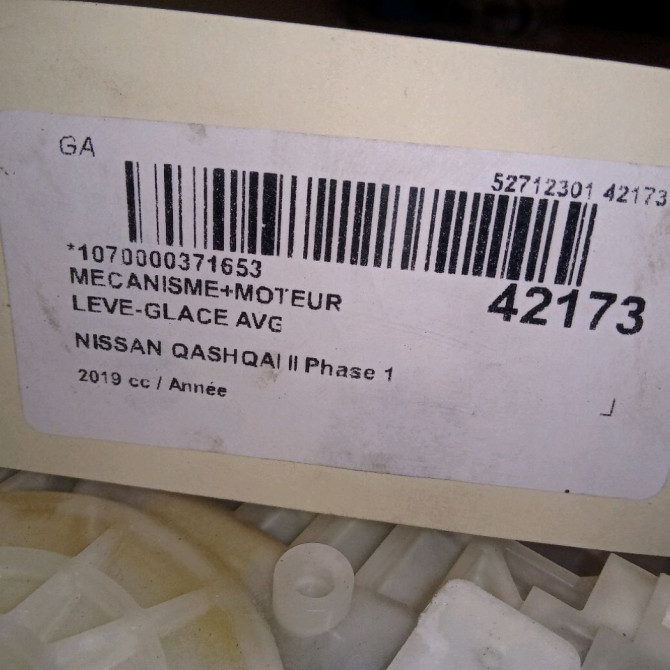 GA
52712301 42173
*1070000371653
42173
MECANISME+MOTEUR
LEVE-GLACE AVG
NISSAN QASHQAI II Phase 1
2019 cc / Année